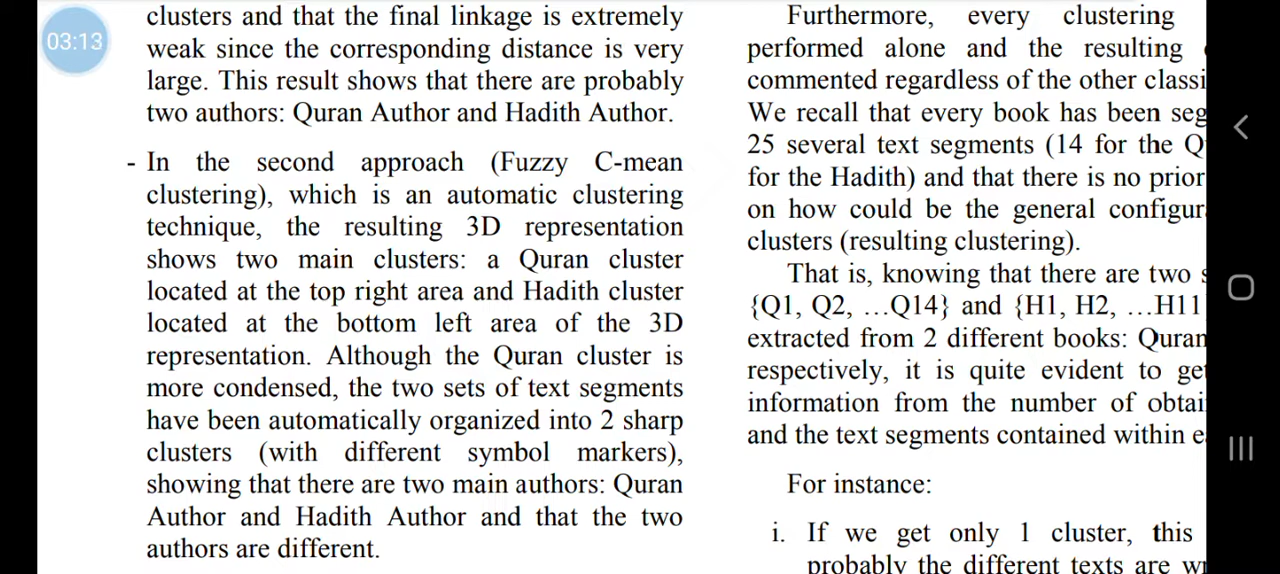 03:13
clusters and that the final linkage is extremely
weak since the corresponding distance is very
large. This result shows that there are probably
two authors: Quran Author and Hadith Author.
- In the second approach (Fuzzy C-mean
clustering), which is an automatic clustering
technique, the resulting 3D representation
shows two main clusters: a Quran cluster
located at the top right area and Hadith cluster
located at the bottom left area of the 3D
representation. Although the Quran cluster is
more condensed, the two sets of text segments
have been automatically organized into 2 sharp
clusters (with different symbol markers),
showing that there are two main authors: Quran
Author and Hadith Author and that the two
authors are different.
Furthermore, every clustering
performed alone and the resulting
commented regardless of the other classi
We recall that every book has been seg
25 several text segments (14 for the Q
for the Hadith) and that there is no prior
on how could be the general configur
clusters (resulting clustering).
That is, knowing that there are two s
{Q1, Q2, …Q14} and {H1, H2, …H11
extracted from 2 different books: Quran
respectively, it is quite evident to get
information from the number of obtai
and the text segments contained within e
For instance:
i. If we get only 1 cluster, this
probably the different texts are wr